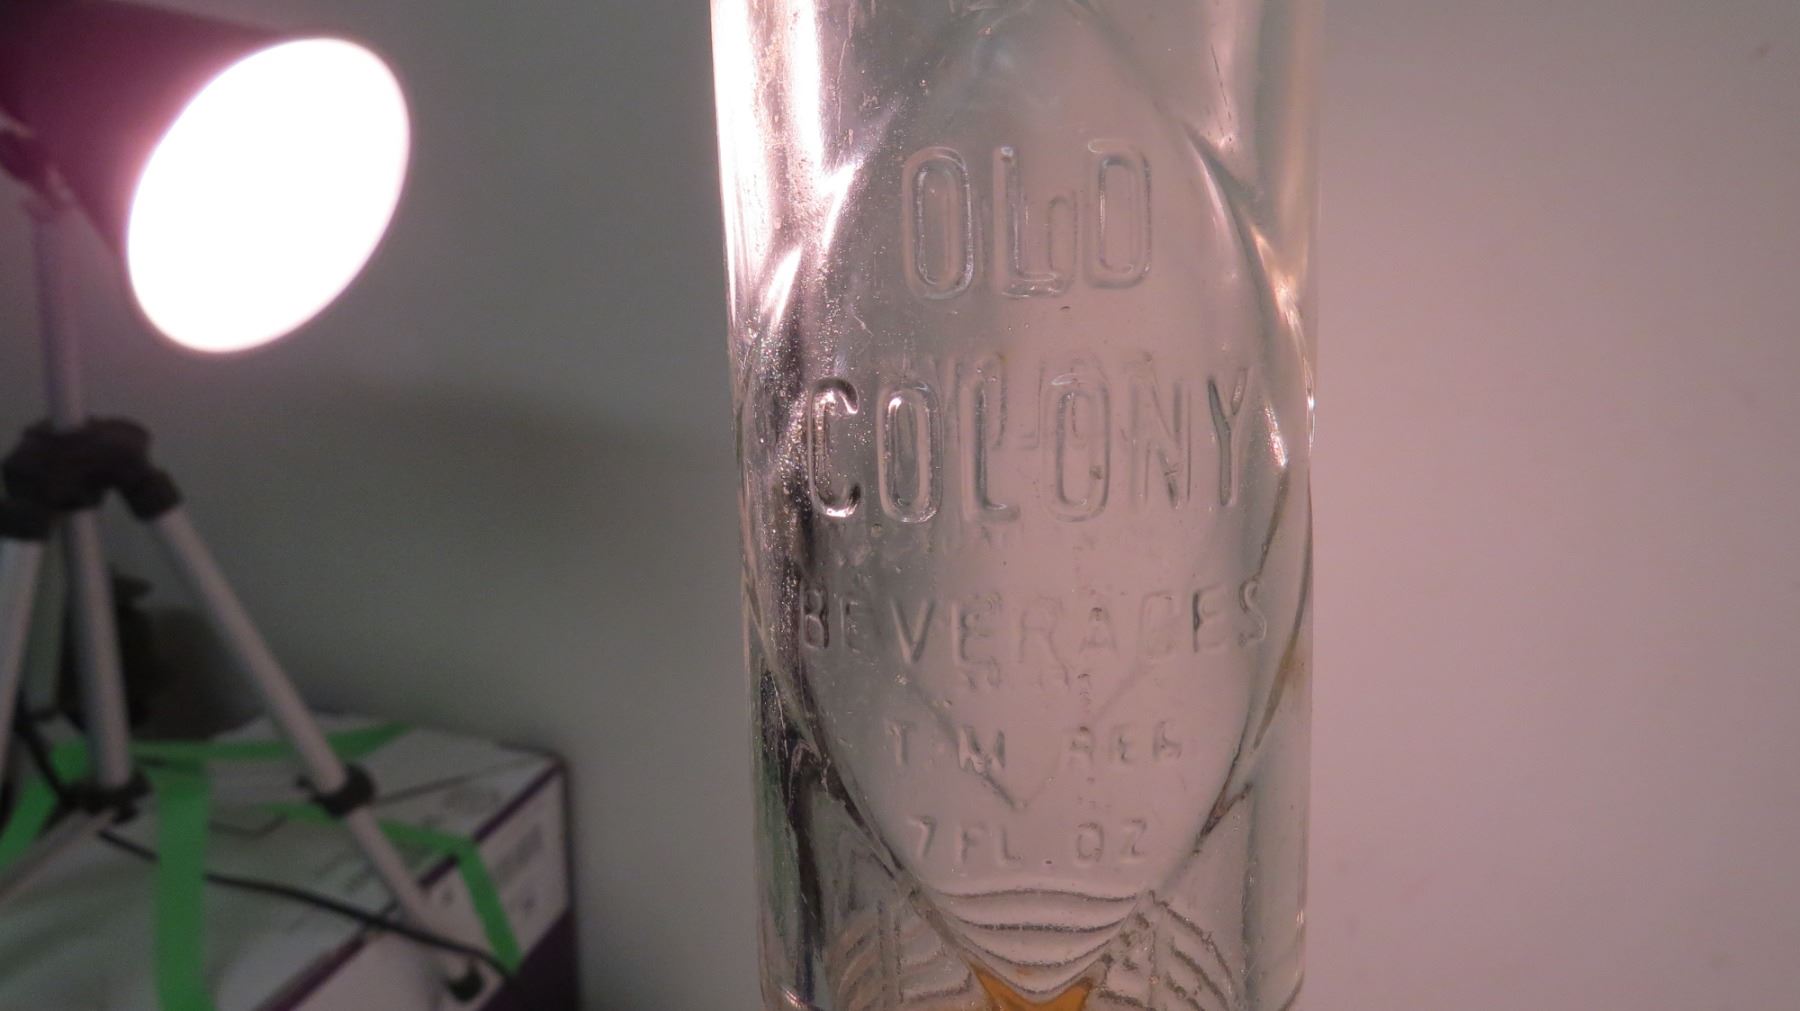 OLD
COLONY
BEVERAGES
T.M. REG.
7 FL. OZ